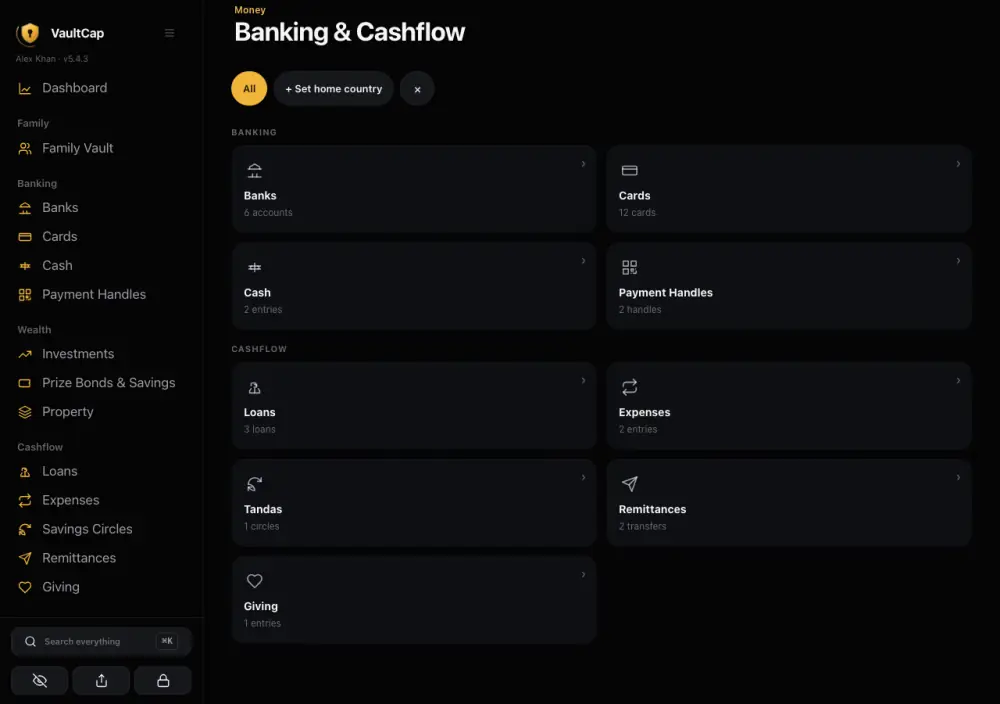 VaultCap
Alex Khan · v5.4.3
Dashboard
Family
Family Vault
Banking
Banks
Cards
Cash
Payment Handles
Wealth
Investments
Prize Bonds & Savings
Property
Cashflow
Loans
Expenses
Savings Circles
Remittances
Giving
Search everything
⌘K
Money
Banking & Cashflow
All
+ Set home country
×
BANKING
Banks
6 accounts
Cards
12 cards
Cash
2 entries
Payment Handles
2 handles
CASHFLOW
Loans
3 loans
Expenses
2 entries
Tandas
1 circles
Remittances
2 transfers
Giving
1 entries